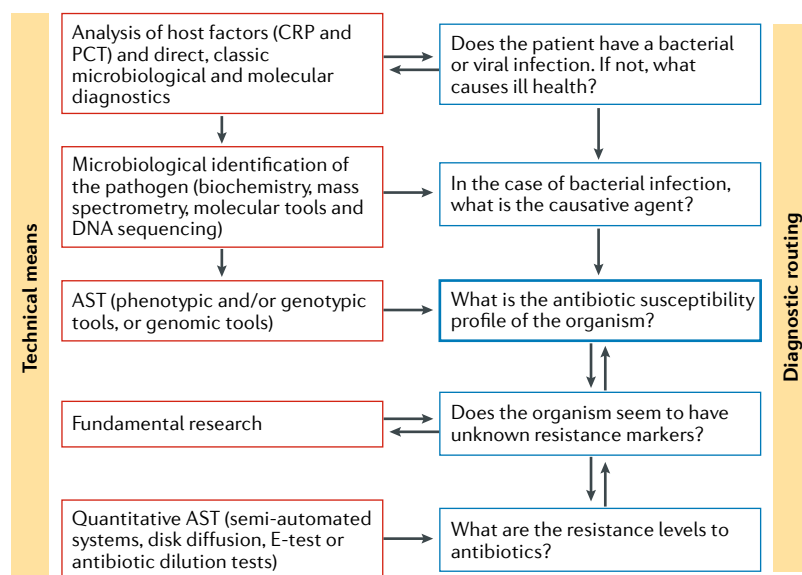 Technical means
Analysis of host factors (CRP and
PCT) and direct, classic
microbiological and molecular
diagnostics
Does the patient have a bacterial
or viral infection. If not, what
causes ill health?
Microbiological identification of
the pathogen (biochemistry, mass
spectrometry, molecular tools and
DNA sequencing)
In the case of bacterial infection,
what is the causative agent?
AST (phenotypic and/or genotypic
tools, or genomic tools)
What is the antibiotic susceptibility
profile of the organism?
Fundamental research
Does the organism seem to have
unknown resistance markers?
Quantitative AST (semi-automated
systems, disk diffusion, E-test or
antibiotic dilution tests)
What are the resistance levels to
antibiotics?
Diagnostic routing